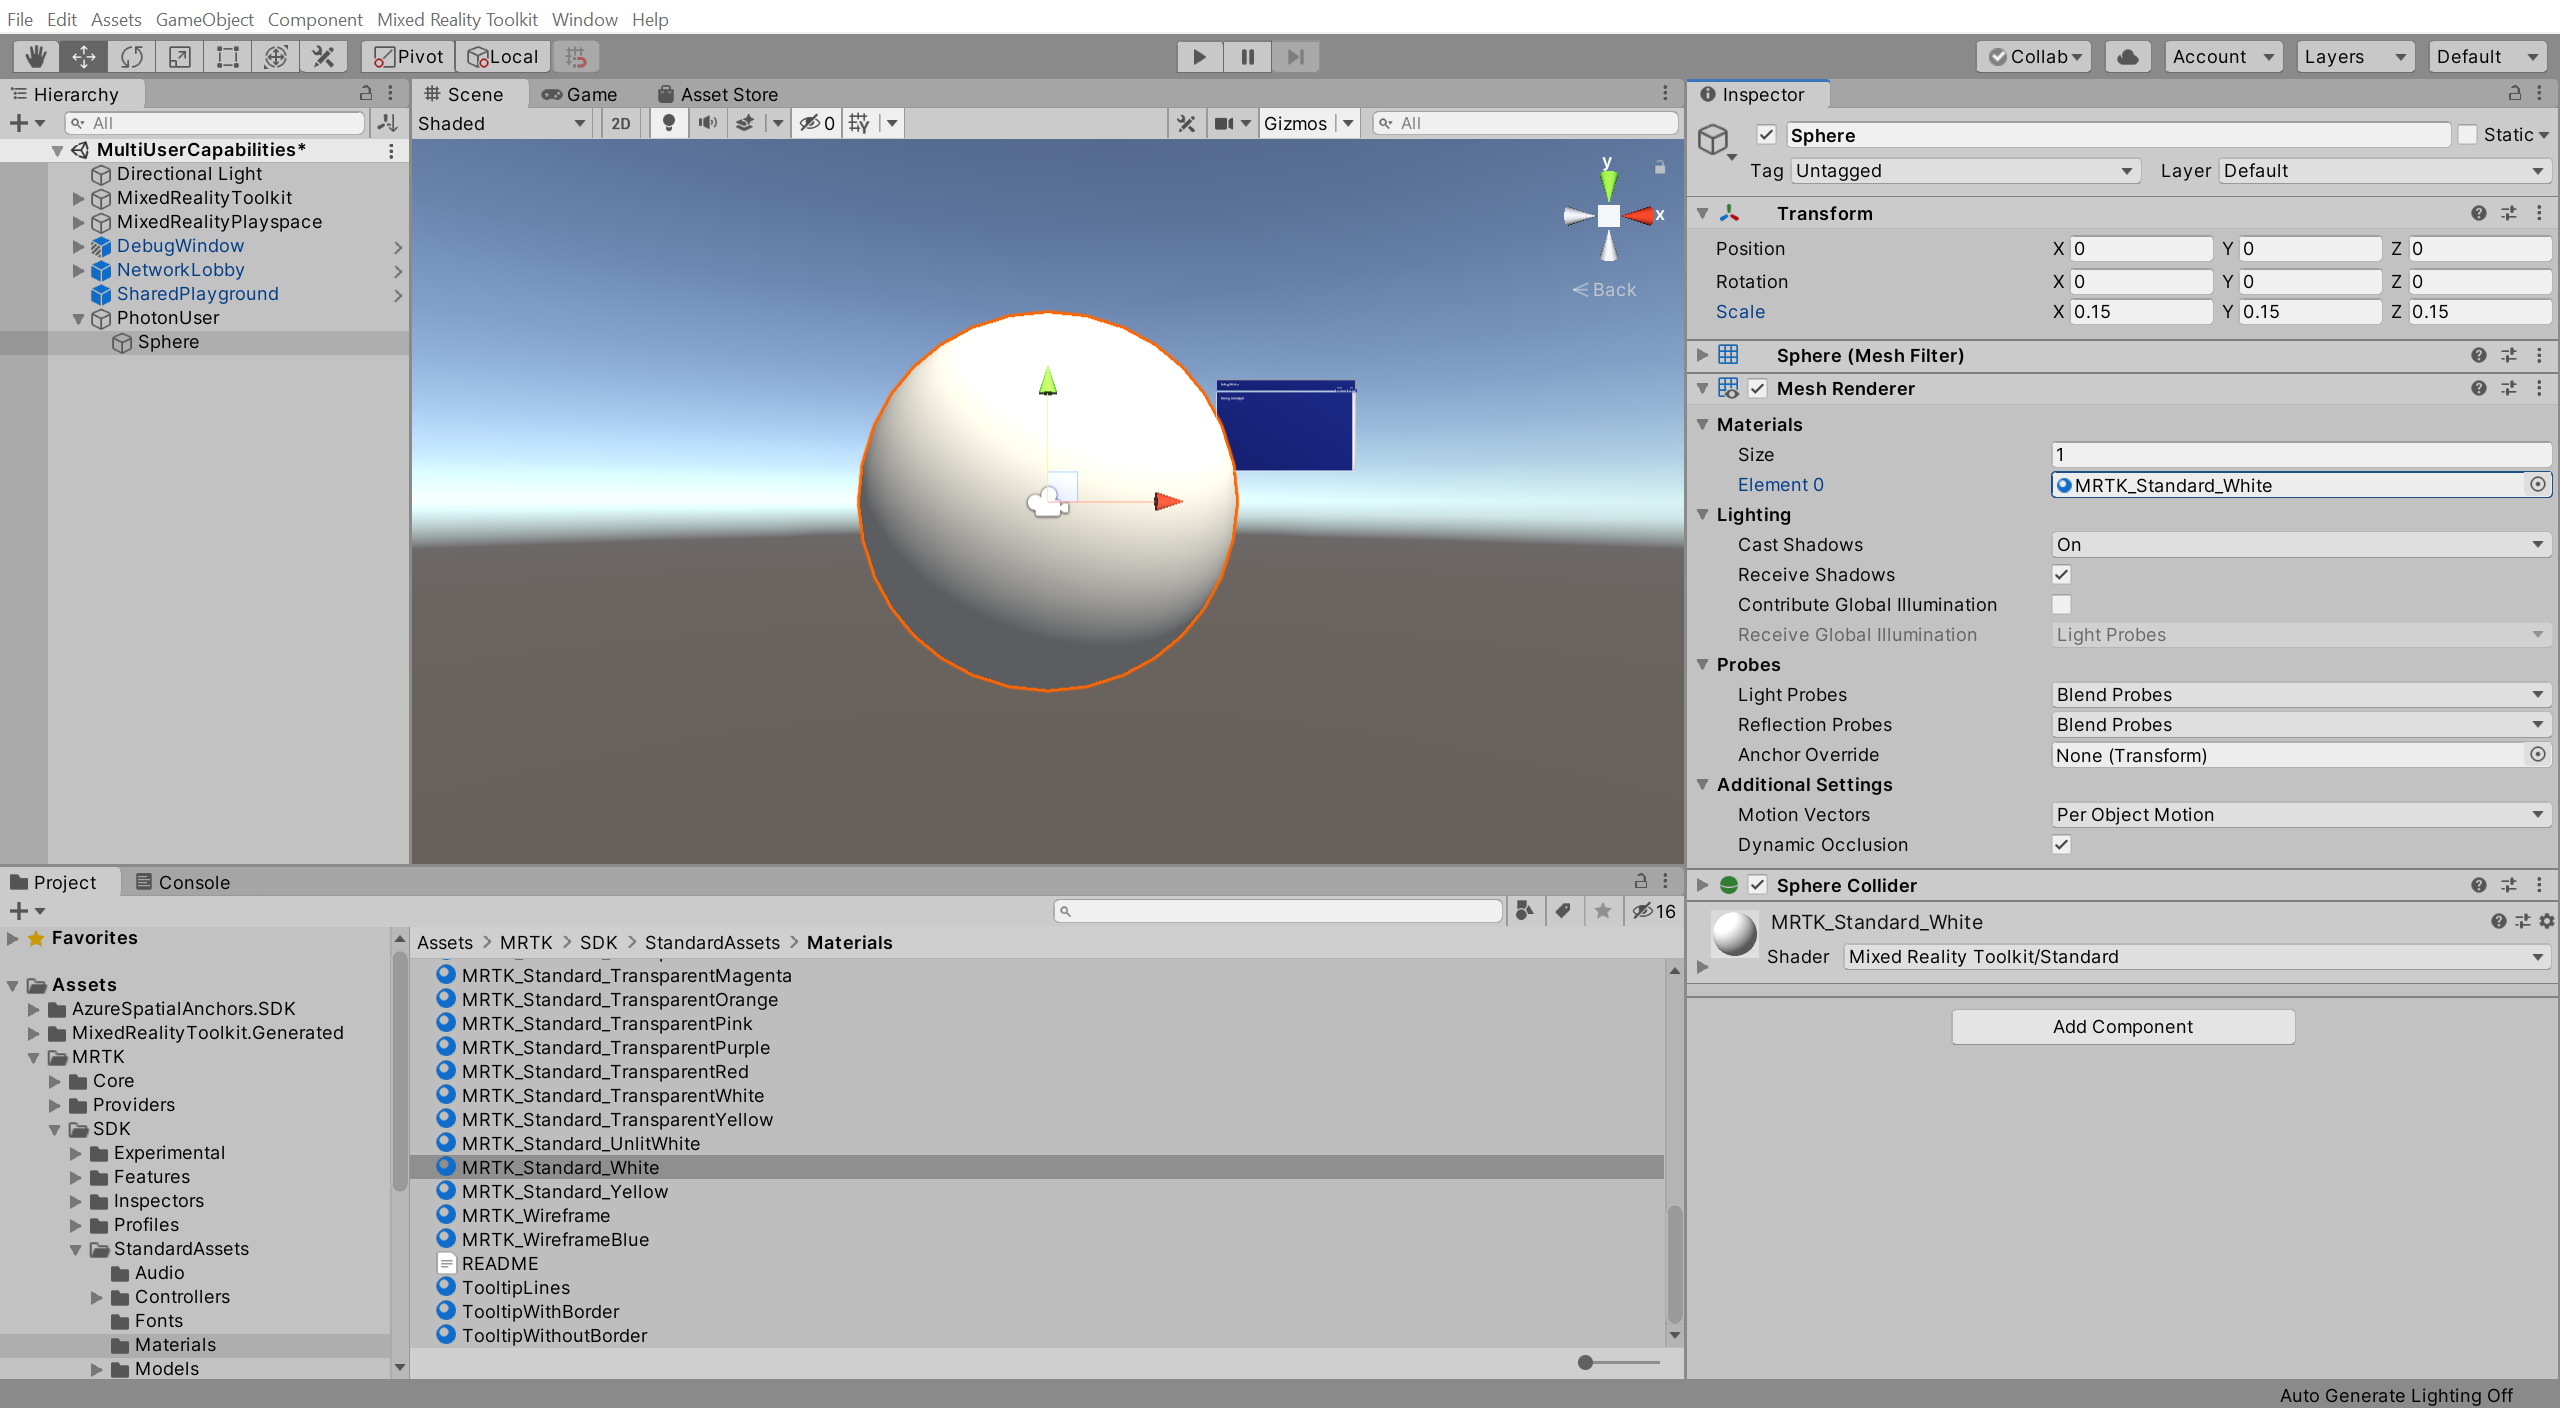 File Edit Assets GameObject Component Mixed Reality Toolkit Window Help
Pivot Local Collab Account Layers Default
Hierarchy
All
MultiUserCapabilities*
Directional Light
MixedRealityToolkit
MixedRealityPlayspace
DebugWindow
NetworkLobby
SharedPlayground
PhotonUser
Sphere
Scene Game Asset Store
Shaded 2D 0 Gizmos All
y
x
Back
Inspector
Sphere Static
Tag Untagged Layer Default
Transform
Position X 0 Y 0 Z 0
Rotation X 0 Y 0 Z 0
Scale X 0.15 Y 0.15 Z 0.15
Sphere (Mesh Filter)
Mesh Renderer
Materials
Size 1
Element 0 MRTK_Standard_White
Lighting
Cast Shadows On
Receive Shadows
Contribute Global Illumination
Receive Global Illumination Light Probes
Probes
Light Probes Blend Probes
Reflection Probes Blend Probes
Anchor Override None (Transform)
Additional Settings
Motion Vectors Per Object Motion
Dynamic Occlusion
Sphere Collider
MRTK_Standard_White
Shader Mixed Reality Toolkit/Standard
Add Component
Project Console
16
Favorites
Assets
AzureSpatialAnchors.SDK
MixedRealityToolkit.Generated
MRTK
Core
Providers
SDK
Experimental
Features
Inspectors
Profiles
StandardAssets
Audio
Controllers
Fonts
Materials
Models
Assets > MRTK > SDK > StandardAssets > Materials
MRTK_Standard_TransparentMagenta
MRTK_Standard_TransparentOrange
MRTK_Standard_TransparentPink
MRTK_Standard_TransparentPurple
MRTK_Standard_TransparentRed
MRTK_Standard_TransparentWhite
MRTK_Standard_TransparentYellow
MRTK_Standard_UnlitWhite
MRTK_Standard_White
MRTK_Standard_Yellow
MRTK_Wireframe
MRTK_WireframeBlue
README
TooltipLines
TooltipWithBorder
TooltipWithoutBorder
Auto Generate Lighting Off